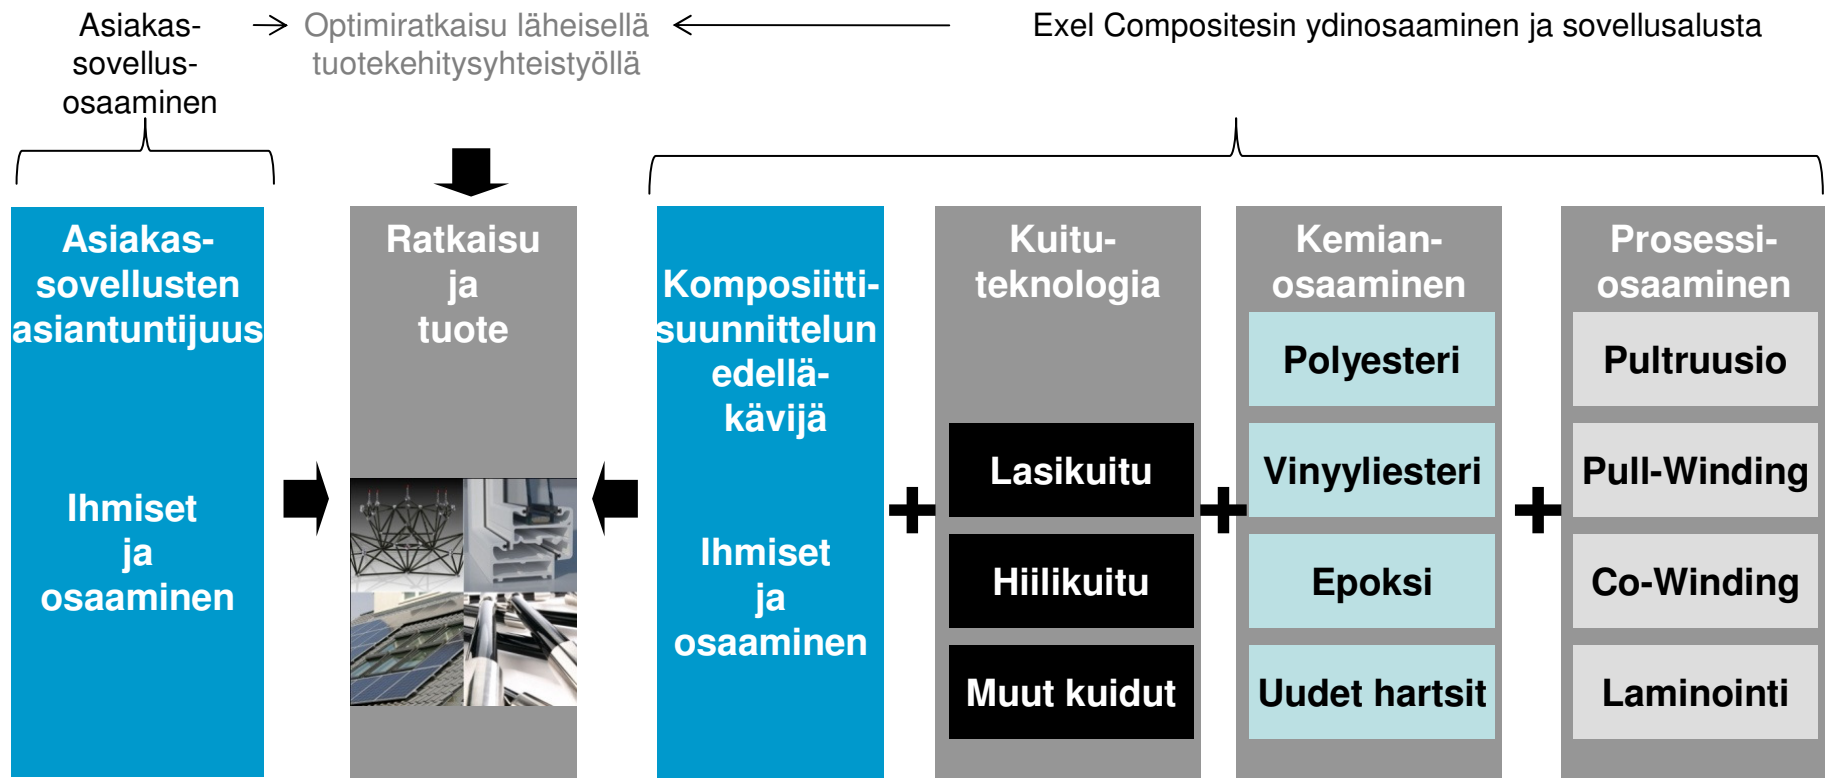 Asiakas-
sovellus-
osaaminen
Optimiratkaisu läheisellä
tuotekehitysyhteistyöllä
Exel Compositesin ydinosaaminen ja sovellusalusta
Asiakas-
sovellusten
asiantuntijuus
Ihmiset
ja
osaaminen
Ratkaisu
ja
tuote
Komposiitti-
suunnittelun
edellä-
kävijä
Ihmiset
ja
osaaminen
+
Kuitu-
teknologia
Lasikuitu
Hiilikuitu
Muut kuidut
+
Kemian-
osaaminen
Polyesteri
Vinyyliesteri
Epoksi
Uudet hartsit
+
Prosessi-
osaaminen
Pultruusio
Pull-Winding
Co-Winding
Laminointi